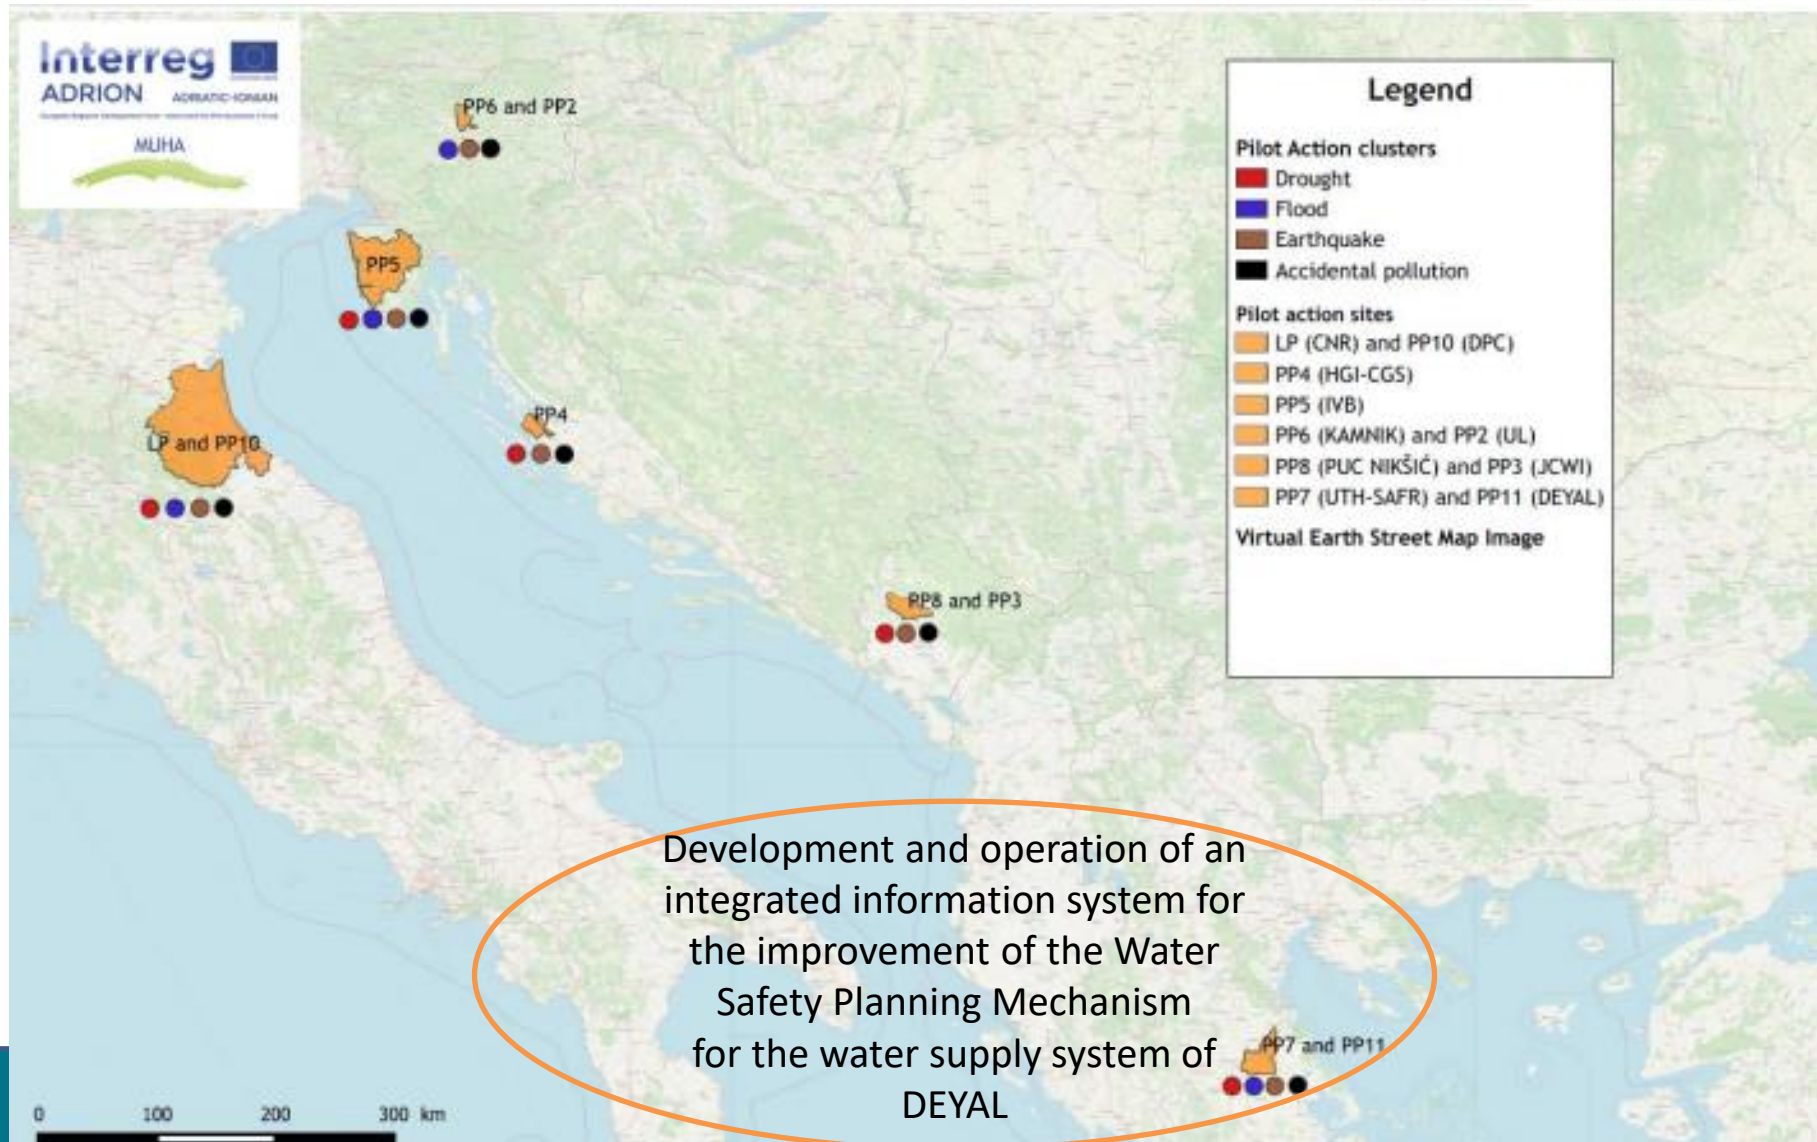 Interreg
ADRION ADRIATIC-IONIAN
MUHA
PP6 and PP2
PP5
PP4
LP and PP10
PP8 and PP3
PP7 and PP11
Legend
Pilot Action clusters
Drought
Flood
Earthquake
Accidental pollution
Pilot action sites
LP (CNR) and PP10 (DPC)
PP4 (HGI-CGS)
PP5 (IVB)
PP6 (KAMNIK) and PP2 (UL)
PP8 (PUC NIKŠIĆ) and PP3 (JCWI)
PP7 (UTH-SAFR) and PP11 (DEYAL)
Virtual Earth Street Map Image
Development and operation of an
integrated information system for
the improvement of the Water
Safety Planning Mechanism
for the water supply system of
DEYAL
0 100 200 300 km